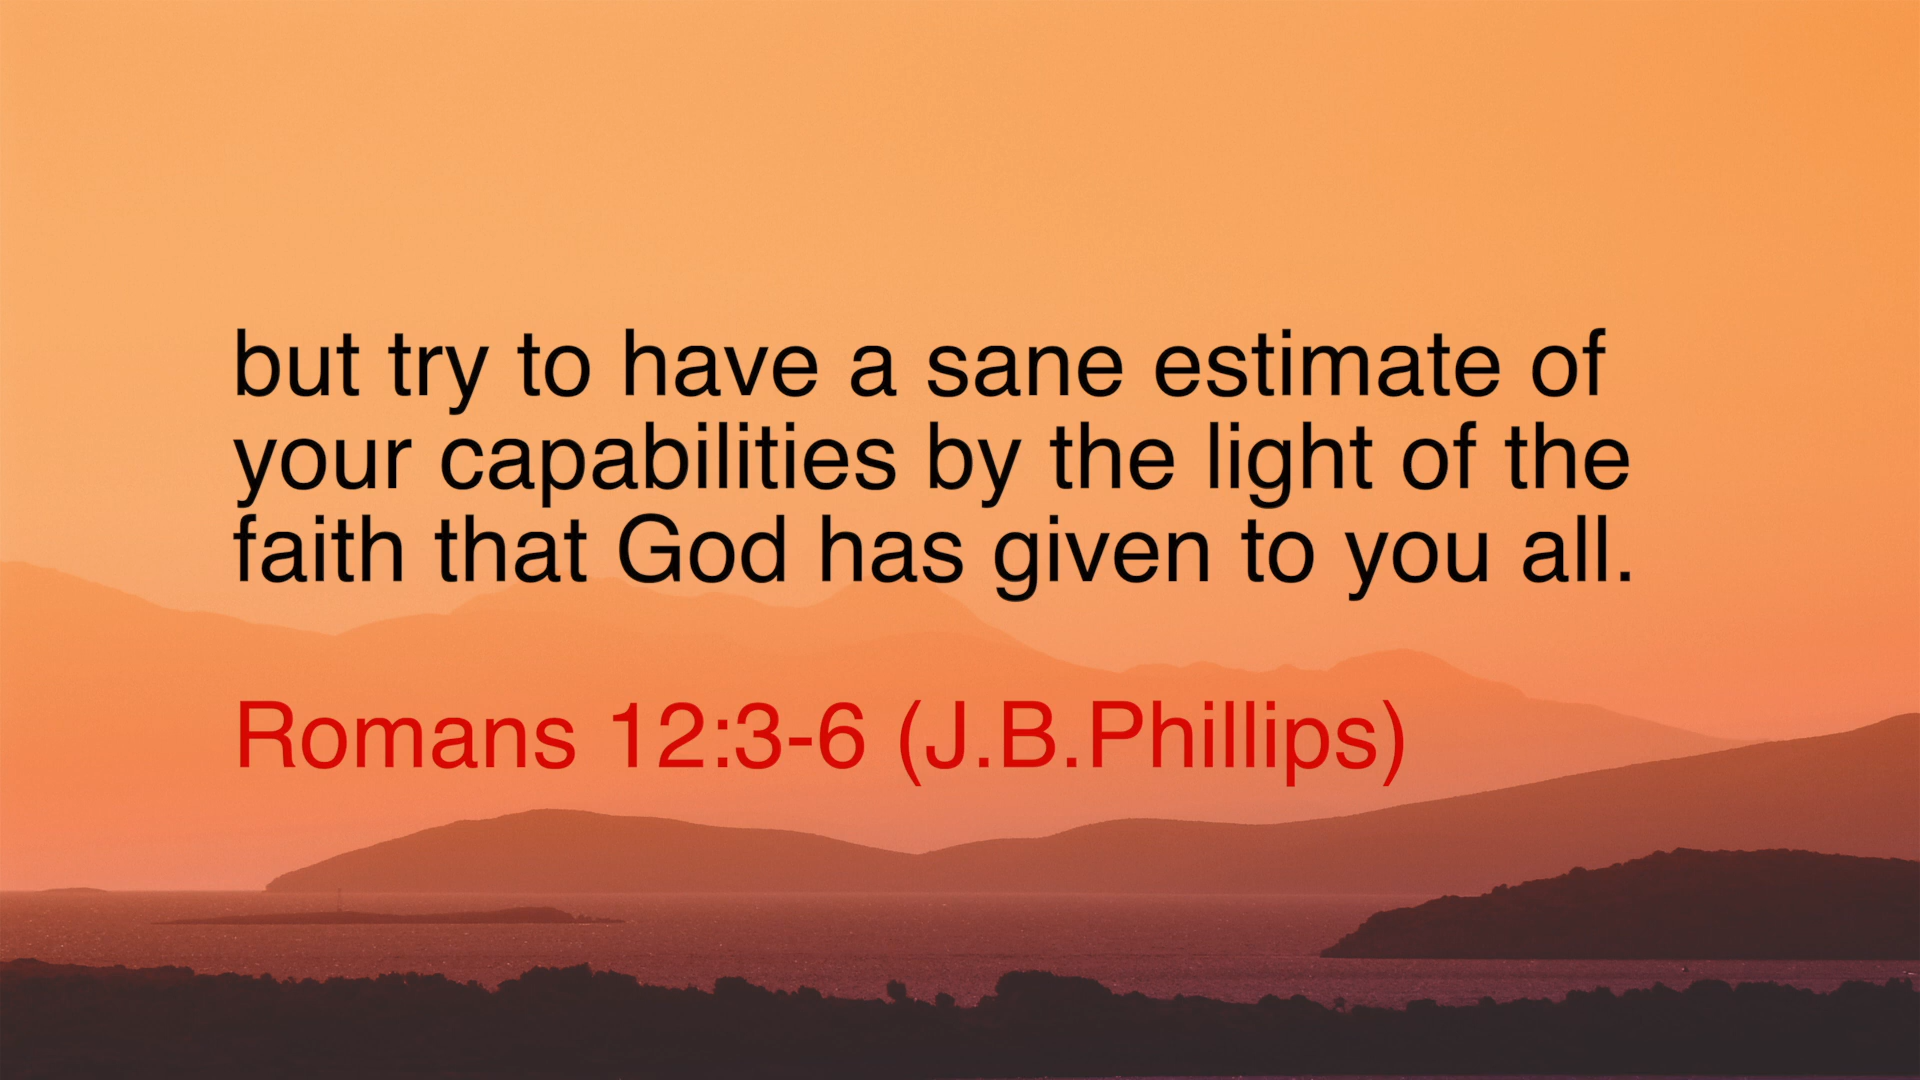 but try to have a sane estimate of
your capabilities by the light of the
faith that God has given to you all.
Romans 12:3-6 (J.B.Phillips)